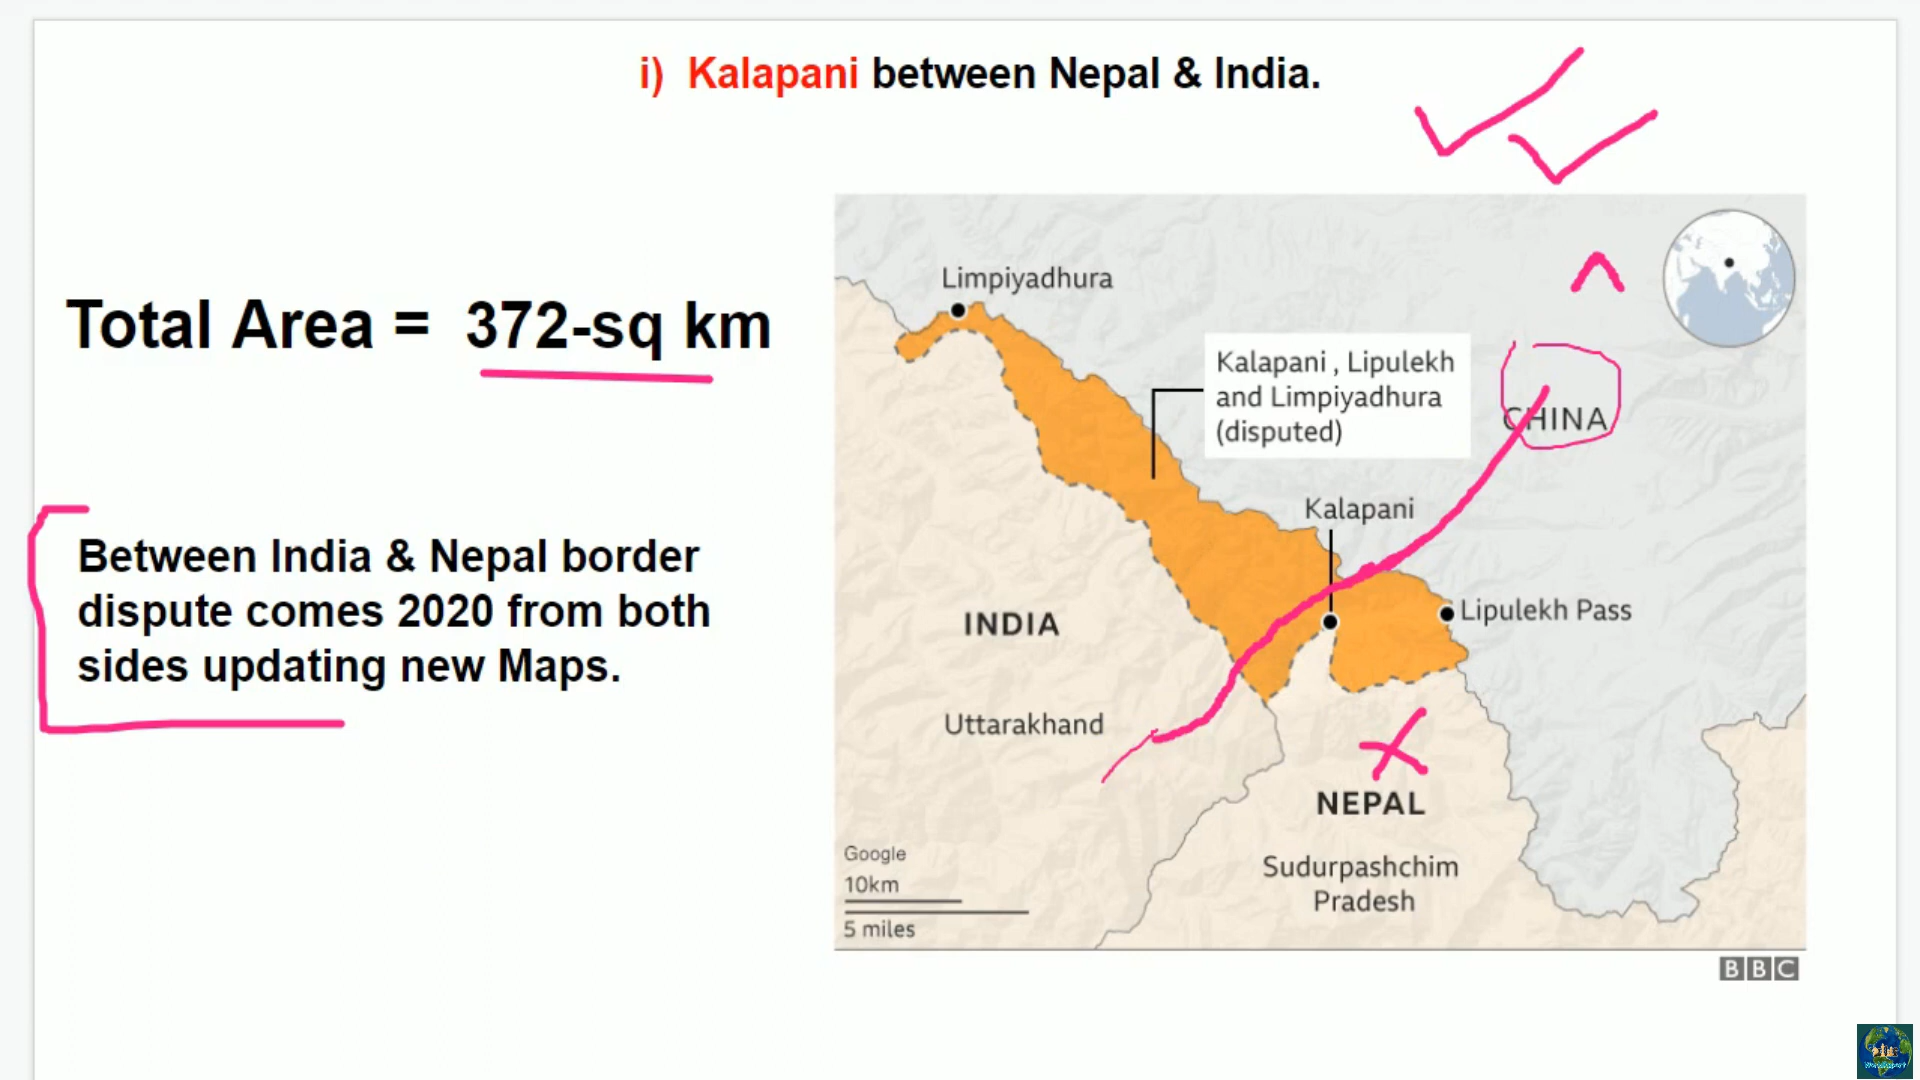 i) Kalapani between Nepal & India.
Total Area = 372-sq km
Between India & Nepal border
dispute comes 2020 from both
sides updating new Maps.
Limpiyadhura
Kalapani , Lipulekh
and Limpiyadhura
(disputed)
CHINA
Kalapani
Lipulekh Pass
INDIA
Uttarakhand
NEPAL
Sudurpashchim
Pradesh
Google
10km
5 miles
BBC